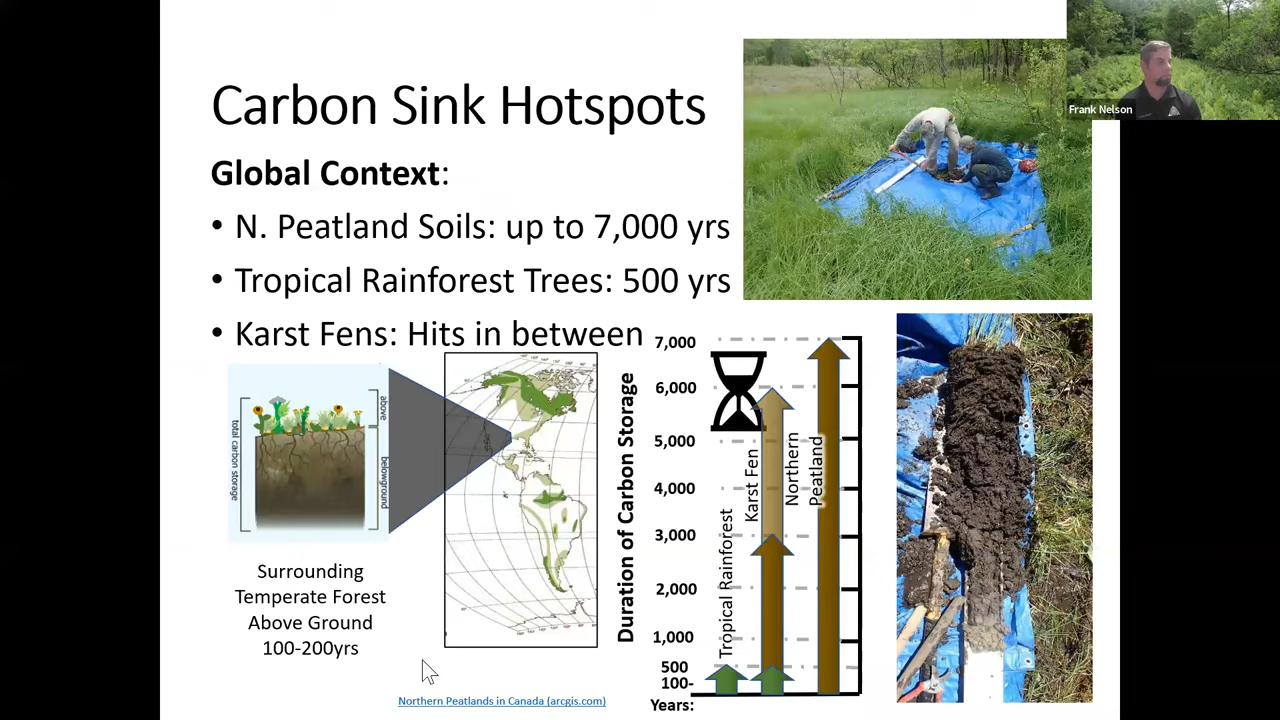 Carbon Sink Hotspots
Frank Nelson
Global Context:
• N. Peatland Soils: up to 7,000 yrs
• Tropical Rainforest Trees: 500 yrs
• Karst Fens: Hits in between
total carbon storage
above
belowground
Surrounding
Temperate Forest
Above Ground
100-200yrs
Northern Peatlands in Canada (arcgis.com)
Duration of Carbon Storage
7,000
6,000
5,000
4,000
3,000
2,000
1,000
500
100-
Years:
Tropical Rainforest
Karst Fen
Northern
Peatland